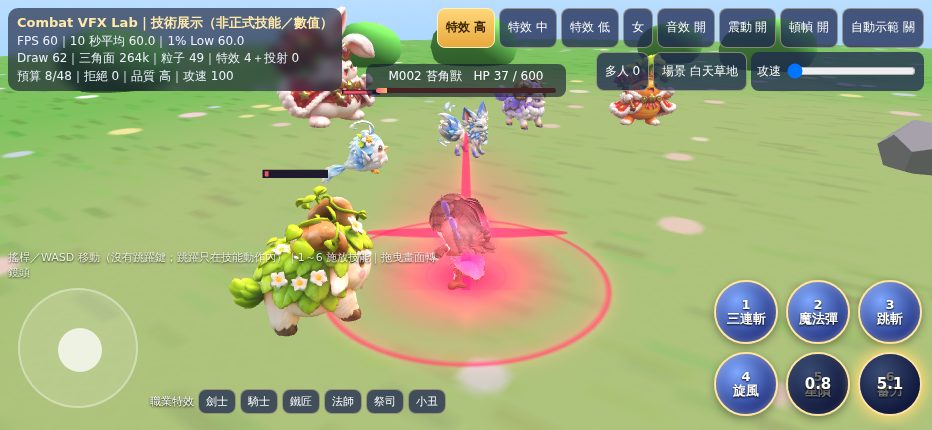 Combat VFX Lab｜技術展示（非正式技能／數值）
FPS 60｜10 秒平均 60.0｜1% Low 60.0
Draw 62｜三角面 264k｜粒子 49｜特效 4＋投射 0
預算 8/48｜拒絕 0｜品質 高｜攻速 100
特效 高
特效 中
特效 低
女
音效 開
震動 開
頓幀 開
自動示範 關
多人 0
場景 白天草地
攻速
M002 苔角獸 HP 37 / 600
搖桿／WASD 移動（沒有跳躍鍵；跳躍只在技能動作內）｜1～6 施放技能｜拖曳畫面轉
鏡頭
1
三連斬
2
魔法彈
3
跳斬
4
旋風
0.8
5.1
職業特效
劍士
騎士
鐵匠
法師
祭司
小丑